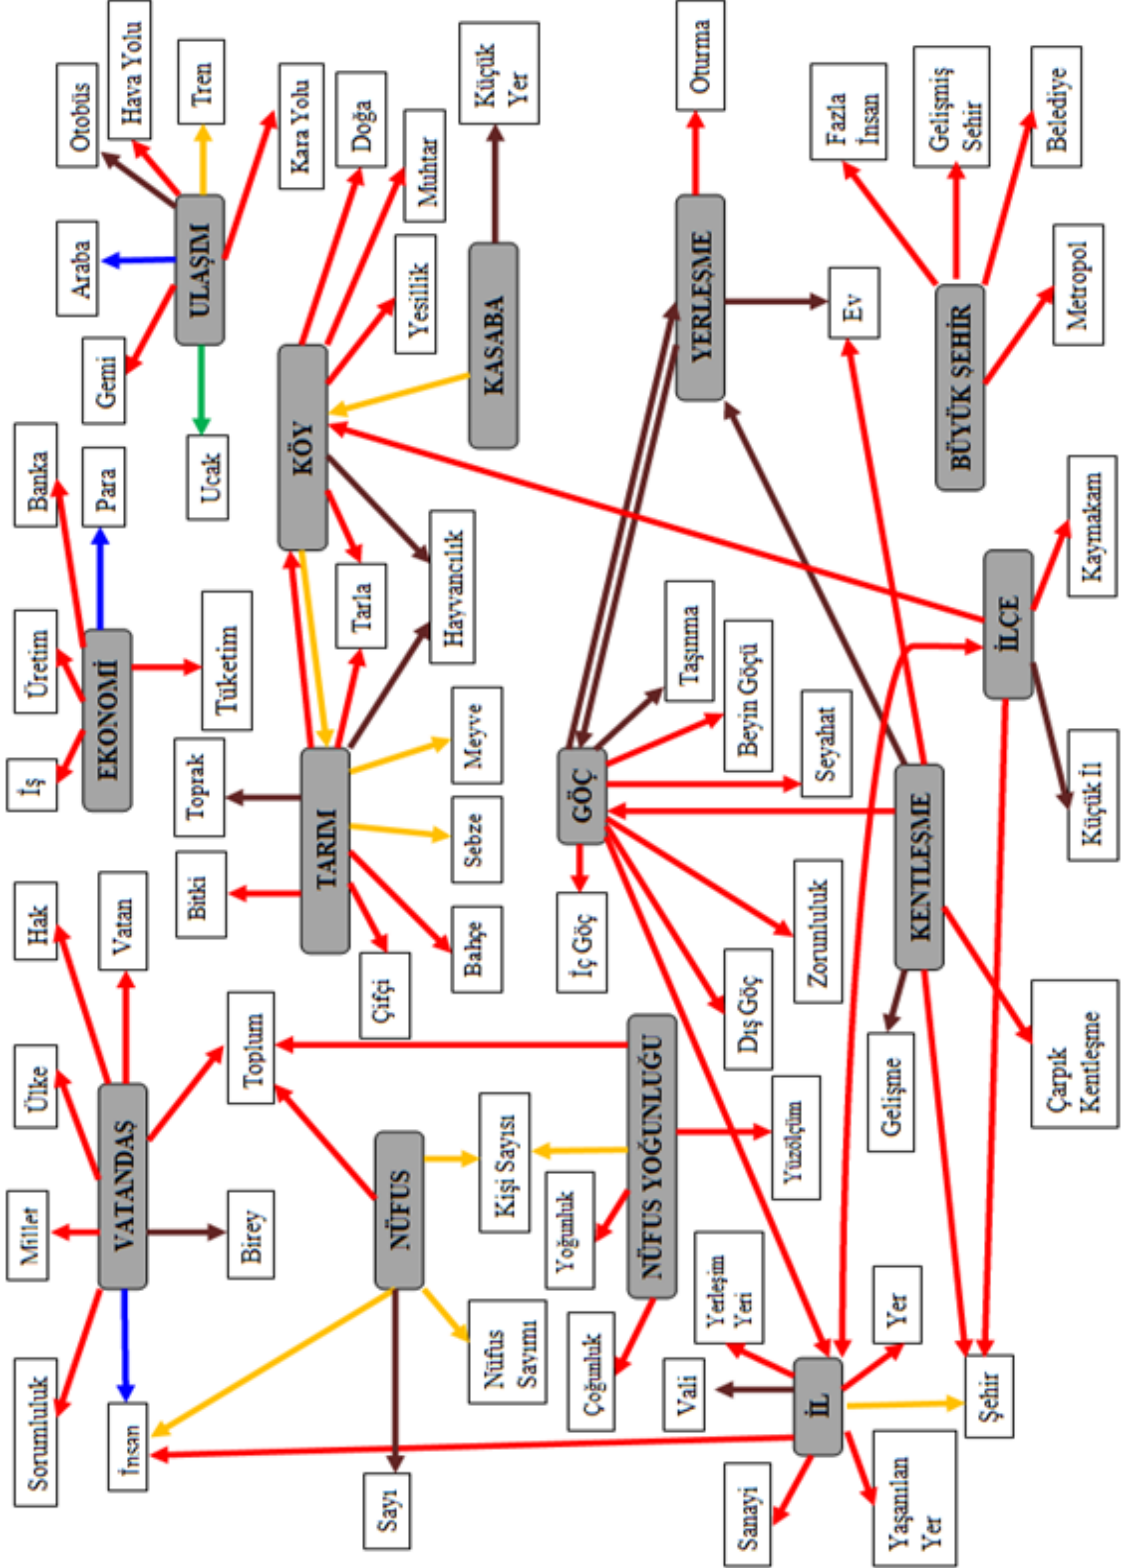 Sorumluluk
Millet
Ülke
Hak
İş
Üretim
Banka
Otobüs
Hava Yolu
Araba
Gemi
Para
İnsan
VATANDAŞ
Vatan
EKONOMİ
ULAŞIM
Tren
Birey
Toplum
Bitki
Toprak
Tüketim
Ucak
Kara Yolu
KÖY
Doğa
TARIM
Tarla
Sayı
NÜFUS
Çifçi
Yesillik
Muhtar
Nüfus
Sayımı
Kişi Sayısı
Bahçe
Sebze
Meyve
Hayvancılık
KASABA
Küçük
Yer
Çoğunluk
Yoğunluk
İç Göç
GÖÇ
NÜFUS YOĞUNLUĞU
Taşınma
YERLEŞME
Oturma
Vali
Yerleşim
Yeri
Dış Göç
Beyin Göçü
Sanayi
İL
Yüzölçüm
Zorunluluk
Seyahat
Ev
Fazla
İnsan
Yaşanılan
Yer
Yer
Gelişme
KENTLEŞME
BÜYÜK ŞEHİR
Gelişmiş
Sehir
Şehir
İLÇE
Çarpık
Kentleşme
Küçük İl
Kaymakam
Metropol
Belediye